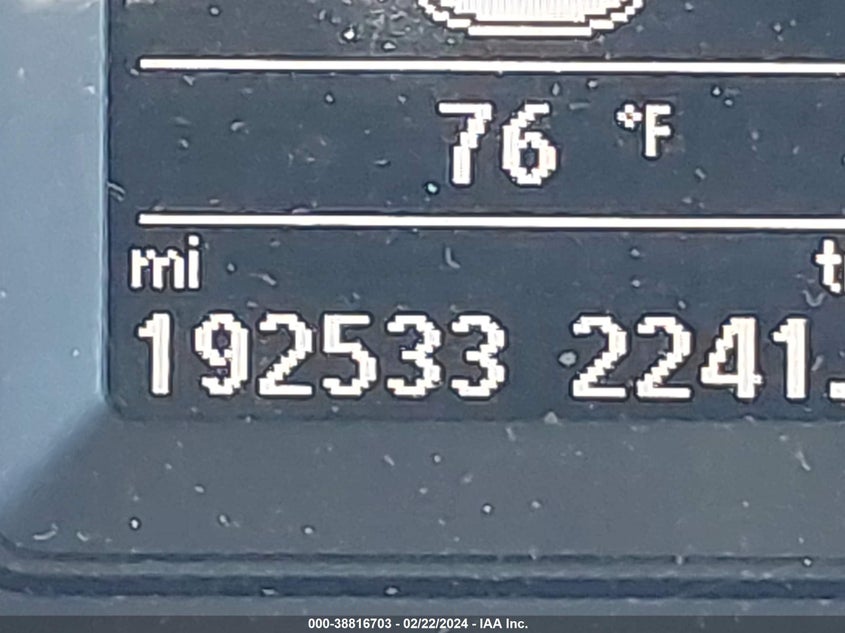 76 °F
mi
192533 2241.
000-38816703 - 02/22/2024 - IAA Inc.